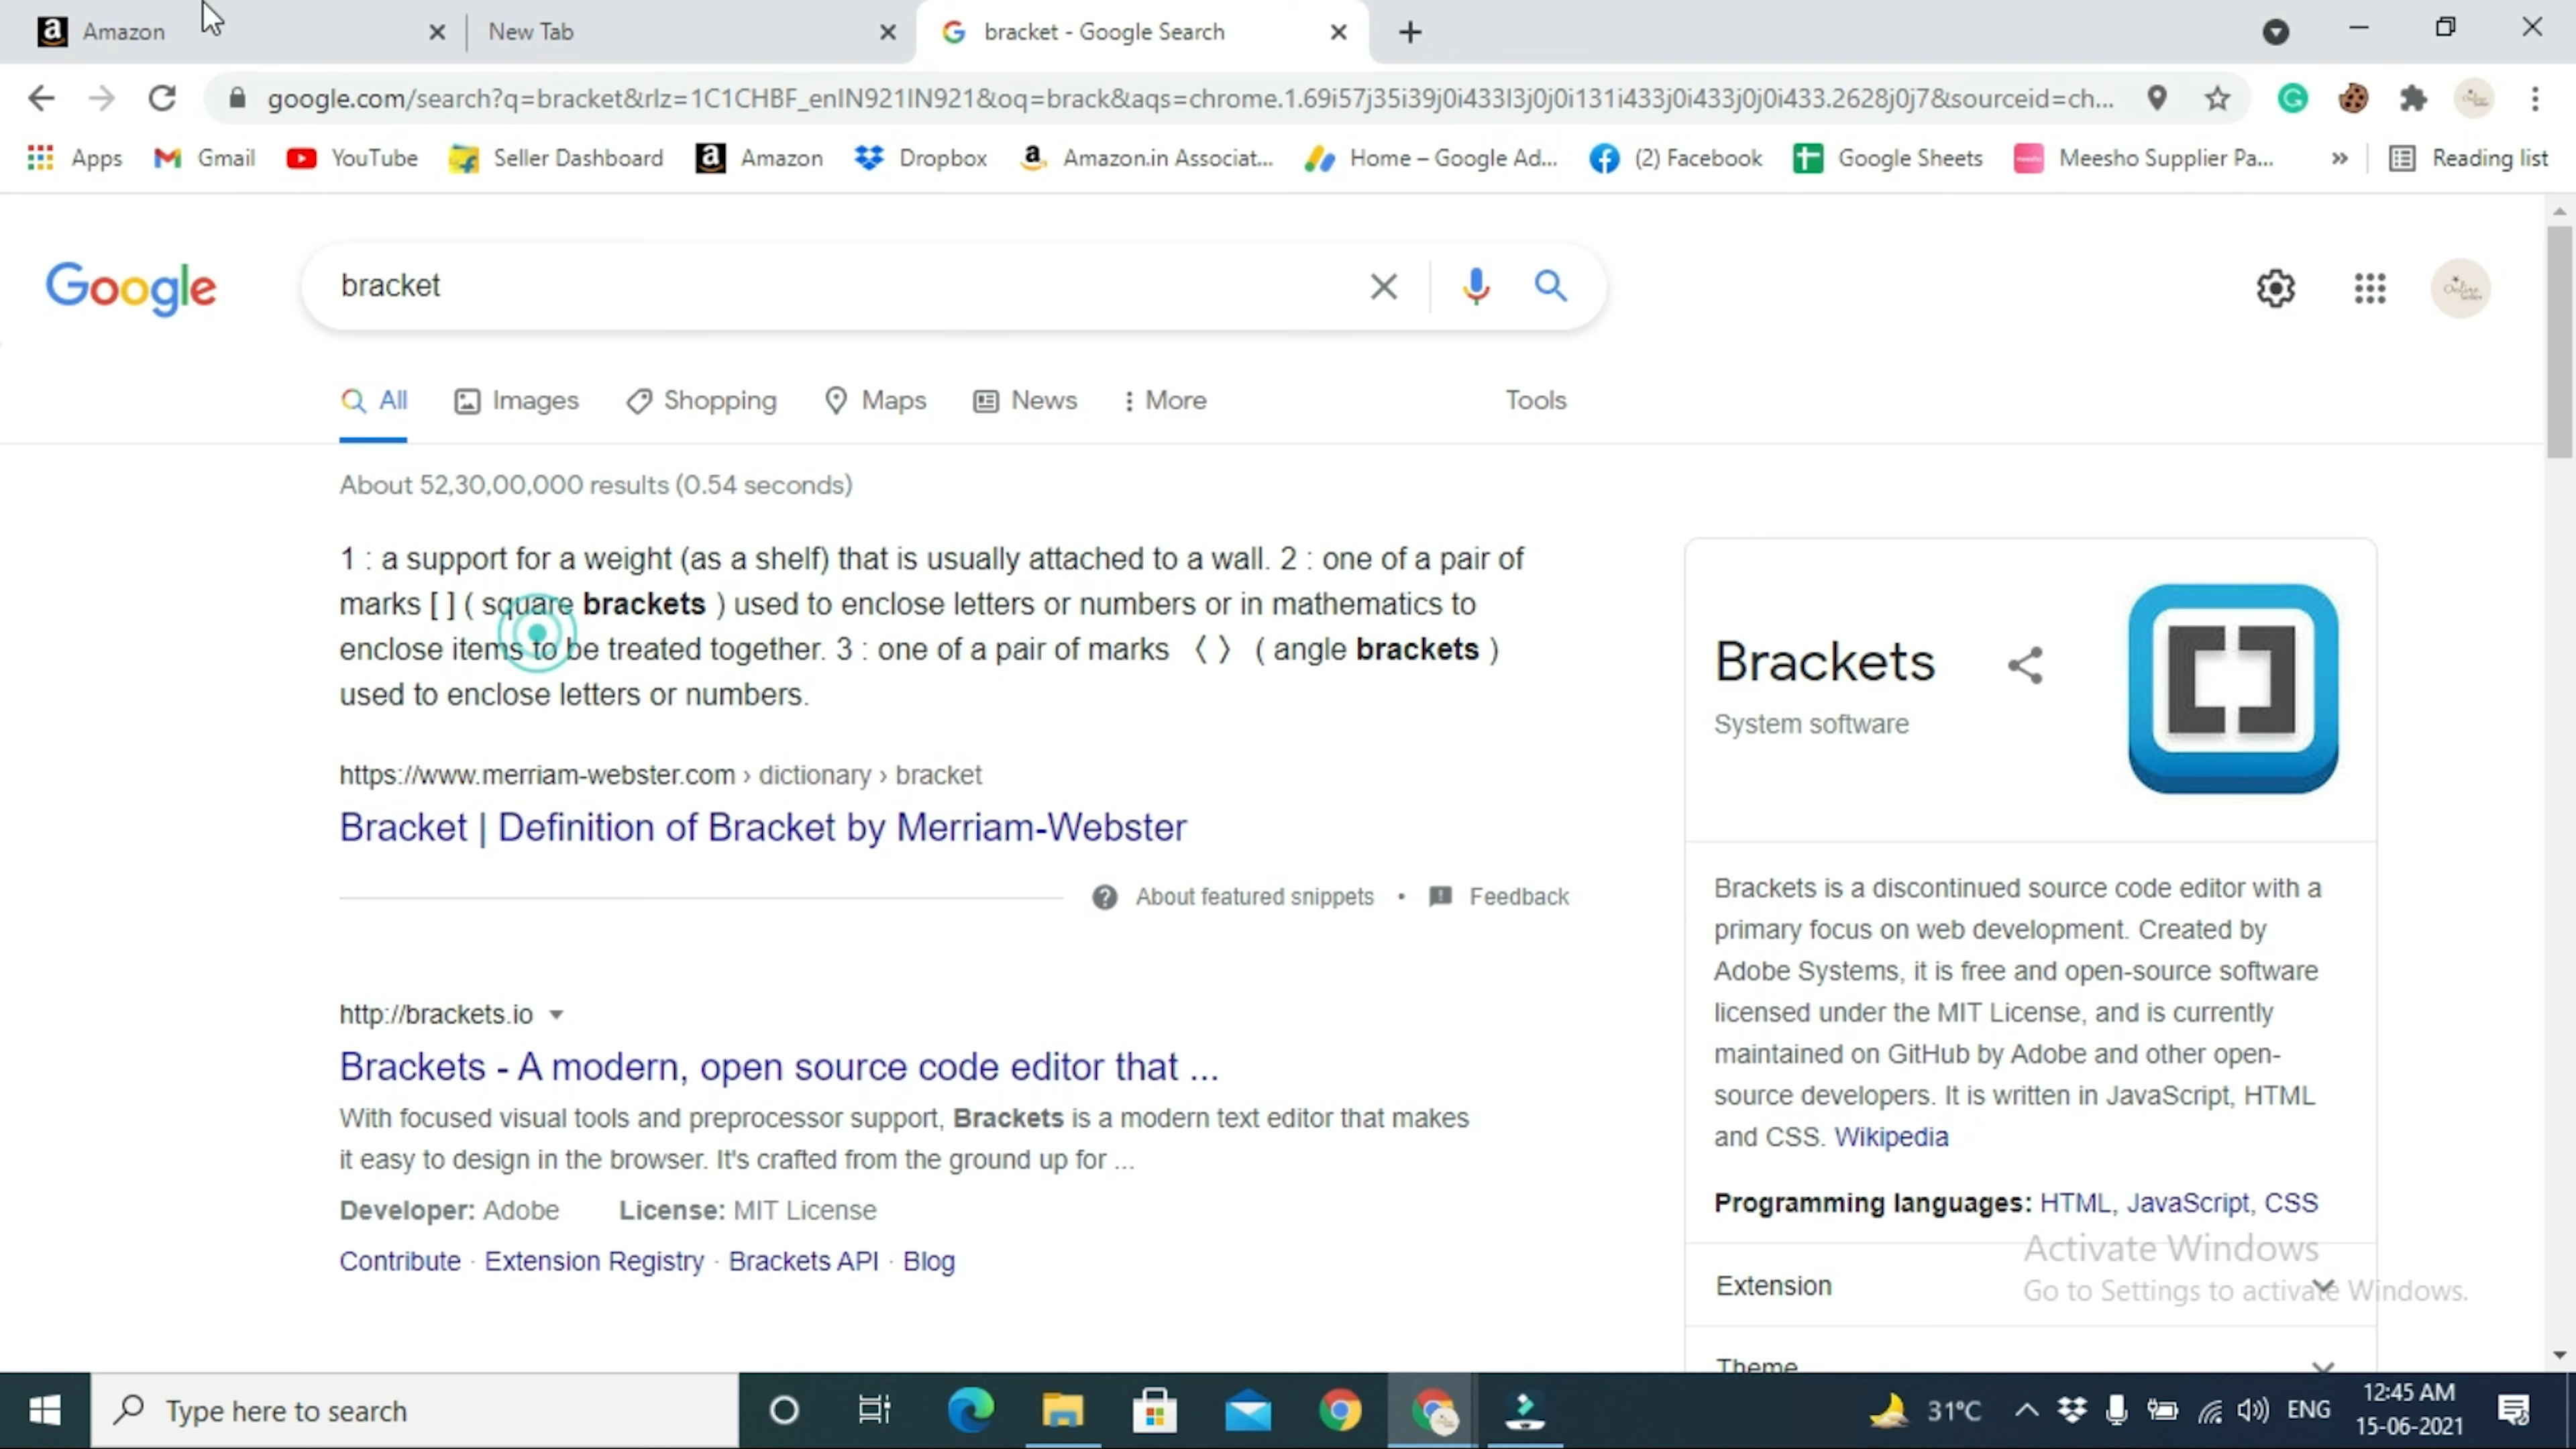 Amazon
New Tab
bracket - Google Search
google.com/search?q=bracket&rlz=1C1CHBF_enIN921IN921&oq=brack&aqs=chrome.1.69i57j35i39j0i433l3j0j0i131i433j0i433j0j0i433.2628j0j7&sourceid=ch...
Apps Gmail YouTube Seller Dashboard Amazon Dropbox Amazon.in Associat... Home – Google Ad... (2) Facebook Google Sheets Meesho Supplier Pa... » Reading list
Google
bracket
All Images Shopping Maps News More Tools
About 52,30,00,000 results (0.54 seconds)
1 : a support for a weight (as a shelf) that is usually attached to a wall. 2 : one of a pair of
marks [ ] ( square brackets ) used to enclose letters or numbers or in mathematics to
enclose items to be treated together. 3 : one of a pair of marks 〈 〉 ( angle brackets )
used to enclose letters or numbers.
https://www.merriam-webster.com › dictionary › bracket
Bracket | Definition of Bracket by Merriam-Webster
About featured snippets • Feedback
http://brackets.io
Brackets - A modern, open source code editor that ...
With focused visual tools and preprocessor support, Brackets is a modern text editor that makes
it easy to design in the browser. It's crafted from the ground up for ...
Developer: Adobe License: MIT License
Contribute · Extension Registry · Brackets API · Blog
Brackets
System software
Brackets is a discontinued source code editor with a
primary focus on web development. Created by
Adobe Systems, it is free and open-source software
licensed under the MIT License, and is currently
maintained on GitHub by Adobe and other open-
source developers. It is written in JavaScript, HTML
and CSS. Wikipedia
Programming languages: HTML, JavaScript, CSS
Activate Windows
Extension
Go to Settings to activate Windows.
Theme
Type here to search
31°C
ENG
12:45 AM
15-06-2021